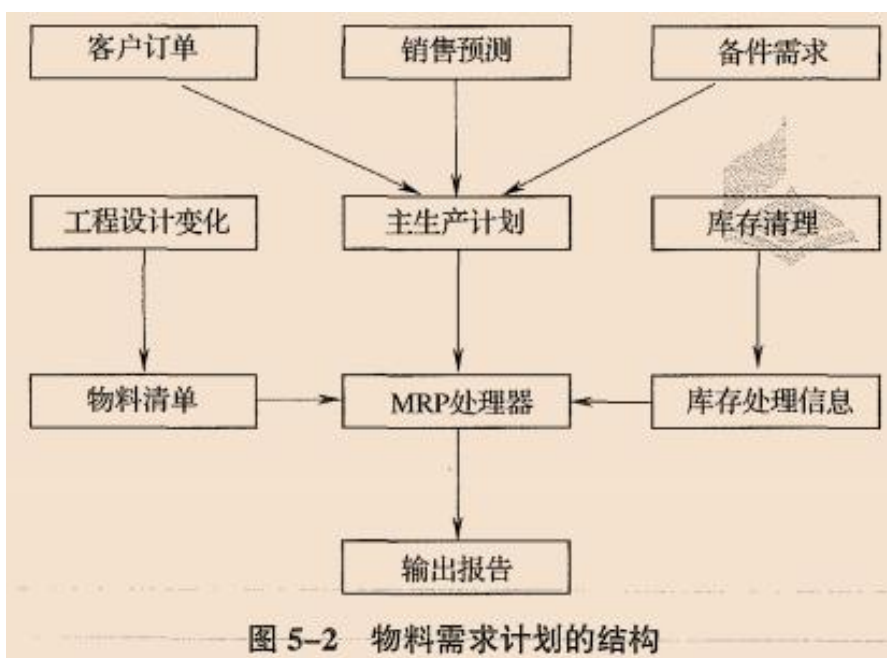 客户订单
销售预测
备件需求
工程设计变化
主生产计划
库存清理
物料清单
MRP处理器
库存处理信息
输出报告
图 5-2 物料需求计划的结构